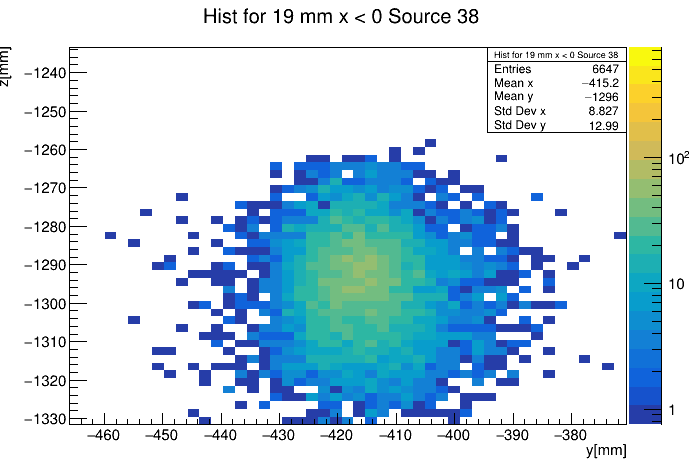 Hist for 19 mm x < 0 Source 38
z[mm]
Hist for 19 mm x < 0 Source 38
Entries 6647
Mean x −415.2
Mean y −1296
Std Dev x 8.827
Std Dev y 12.99
−1240
−1250
−1260
−1270
−1280
−1290
−1300
−1310
−1320
−1330
10²
10
1
−460 −450 −440 −430 −420 −410 −400 −390 −380
y[mm]